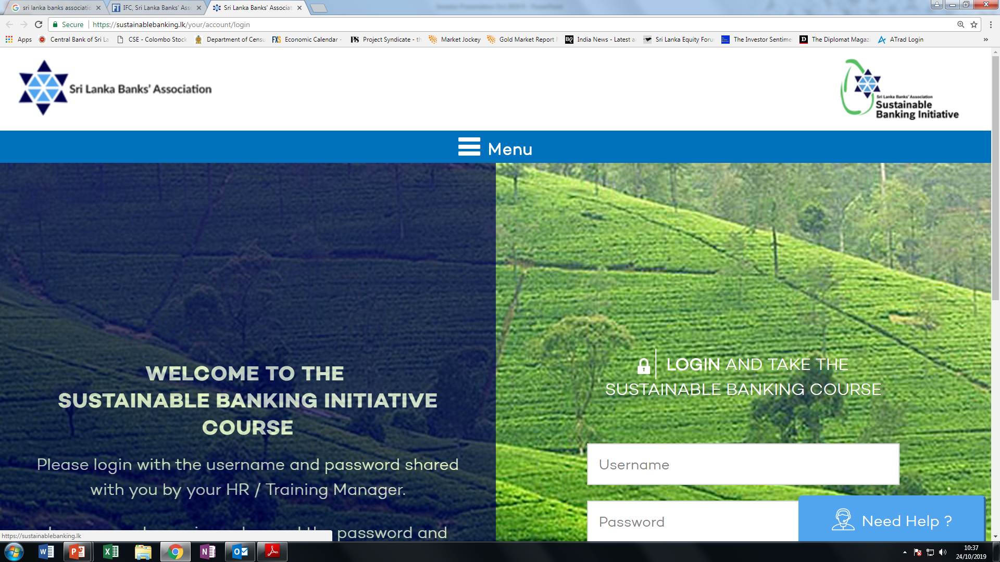 sri lanka banks associatio
IFC, Sri Lanka Banks' Asso
Sri Lanka Banks' Associat
Secure
https://sustainablebanking.lk/your/account/login
Apps
Central Bank of Sri La
CSE - Colombo Stock
Department of Censu
FXS
Economic Calendar -
PS
Project Syndicate - th
Market Jockey
Gold Market Report
BQ
India News - Latest a
Sri Lanka Equity Foru
The Investor Sentime
D
The Diplomat Magaz
ATrad Login
»
Sri Lanka Banks' Association
Sri Lanka Banks' Association
Sustainable
Banking Initiative
Menu
WELCOME TO THE
SUSTAINABLE BANKING INITIATIVE
COURSE
Please login with the username and password shared
with you by your HR / Training Manager.
password and
LOGIN AND TAKE THE
SUSTAINABLE BANKING COURSE
Username
Password
Need Help ?
https://sustainablebanking.lk
10:37
24/10/2019